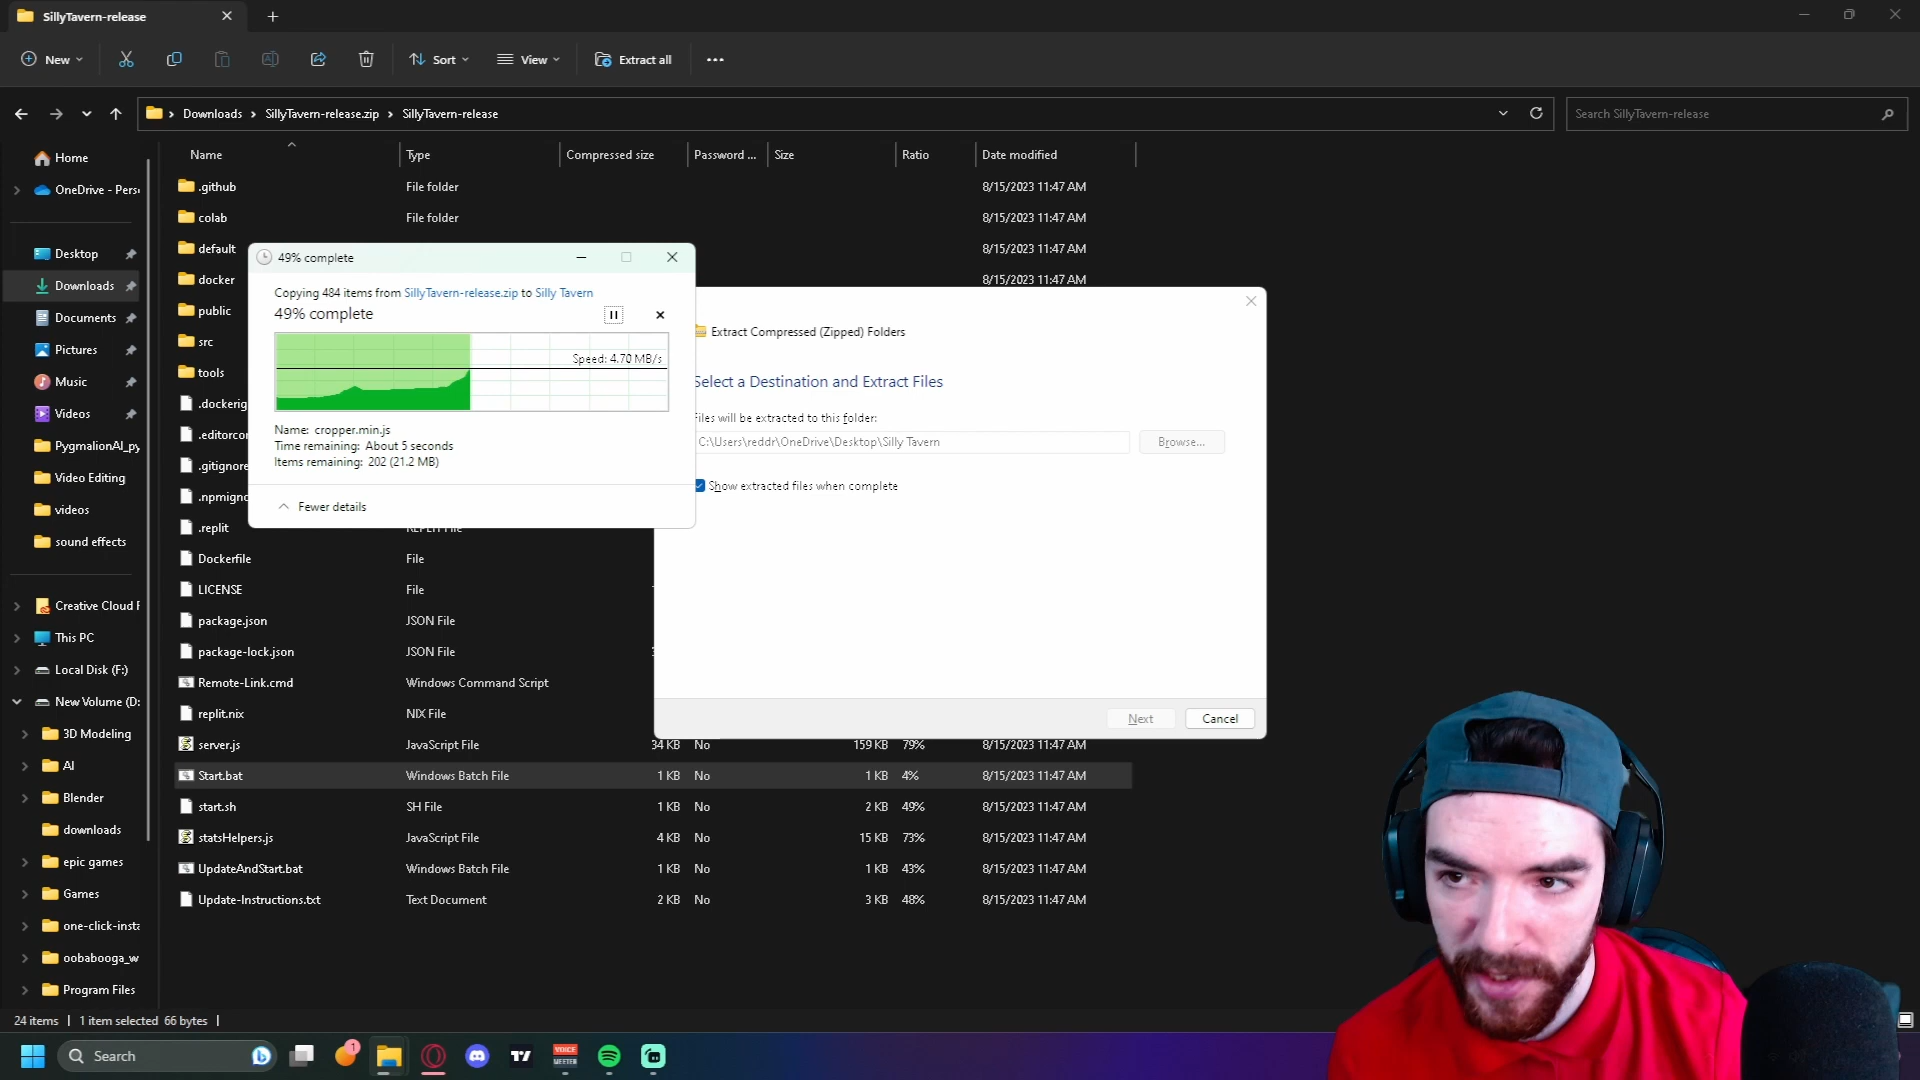 SillyTavern-release
New
Sort
View
Extract all
Downloads
SillyTavern-release.zip
SillyTavern-release
Search SillyTavern-release
Name
Type
Compressed size
Password ...
Size
Ratio
Date modified
Home
OneDrive - Pers
Desktop
Downloads
Documents
Pictures
Music
Videos
PygmalionAI_py
Video Editing
videos
sound effects
Creative Cloud F
This PC
Local Disk (F:)
New Volume (D:
3D Modeling
AI
Blender
downloads
epic games
Games
one-click-insta
oobabooga_w
Program Files
.github File folder 8/15/2023 11:47 AM
colab File folder 8/15/2023 11:47 AM
default 8/15/2023 11:47 AM
docker 8/15/2023 11:47 AM
public
src
tools
.dockerig
.editorcon
.gitignore
.npmigno
.replit REPLIT File
Dockerfile File
LICENSE File
package.json JSON File
package-lock.json JSON File
Remote-Link.cmd Windows Command Script
replit.nix NIX File
server.js JavaScript File 34 KB No 159 KB 79% 8/15/2023 11:47 AM
Start.bat Windows Batch File 1 KB No 1 KB 4% 8/15/2023 11:47 AM
start.sh SH File 1 KB No 2 KB 49% 8/15/2023 11:47 AM
statsHelpers.js JavaScript File 4 KB No 15 KB 73% 8/15/2023 11:47 AM
UpdateAndStart.bat Windows Batch File 1 KB No 1 KB 43% 8/15/2023 11:47 AM
Update-Instructions.txt Text Document 2 KB No 3 KB 48% 8/15/2023 11:47 AM
49% complete
Copying 484 items from SillyTavern-release.zip to Silly Tavern
49% complete
Speed: 4.70 MB/s
Name: cropper.min.js
Time remaining: About 5 seconds
Items remaining: 202 (21.2 MB)
Fewer details
Extract Compressed (Zipped) Folders
Select a Destination and Extract Files
Files will be extracted to this folder:
C:\Users\reddr\OneDrive\Desktop\Silly Tavern
Browse...
Show extracted files when complete
Next
Cancel
24 items
1 item selected 66 bytes
Search
1
VOICE
MEETER